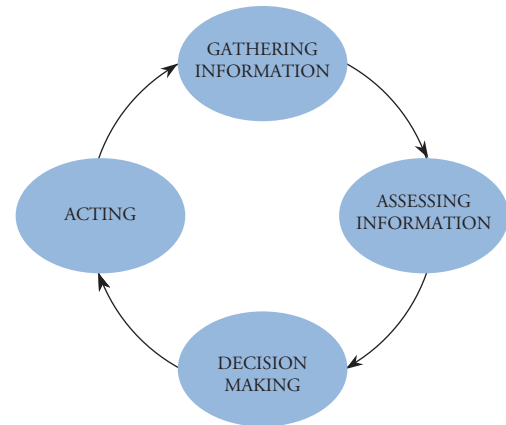 GATHERING
INFORMATION
ASSESSING
INFORMATION
DECISION
MAKING
ACTING